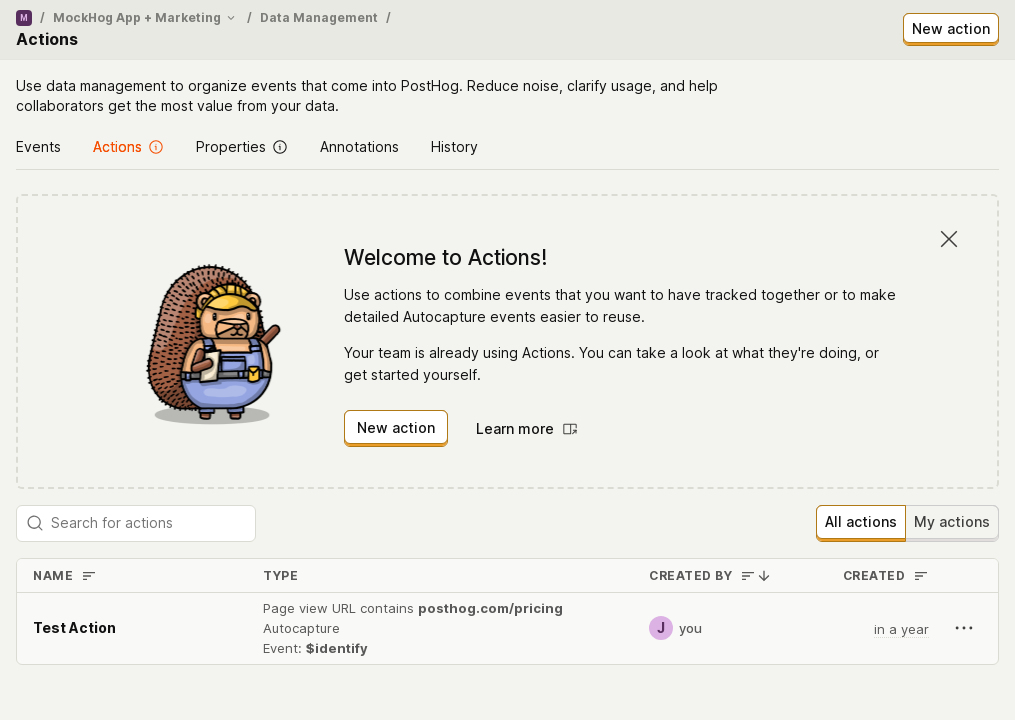 M / MockHog App + Marketing / Data Management /
Actions
New action
Use data management to organize events that come into PostHog. Reduce noise, clarify usage, and help
collaborators get the most value from your data.
Events Actions Properties Annotations History
Welcome to Actions!
Use actions to combine events that you want to have tracked together or to make
detailed Autocapture events easier to reuse.
Your team is already using Actions. You can take a look at what they're doing, or
get started yourself.
New action Learn more
Search for actions All actions My actions
NAME TYPE CREATED BY CREATED
Page view URL contains posthog.com/pricing
Test Action Autocapture J you in a year
Event: $identify